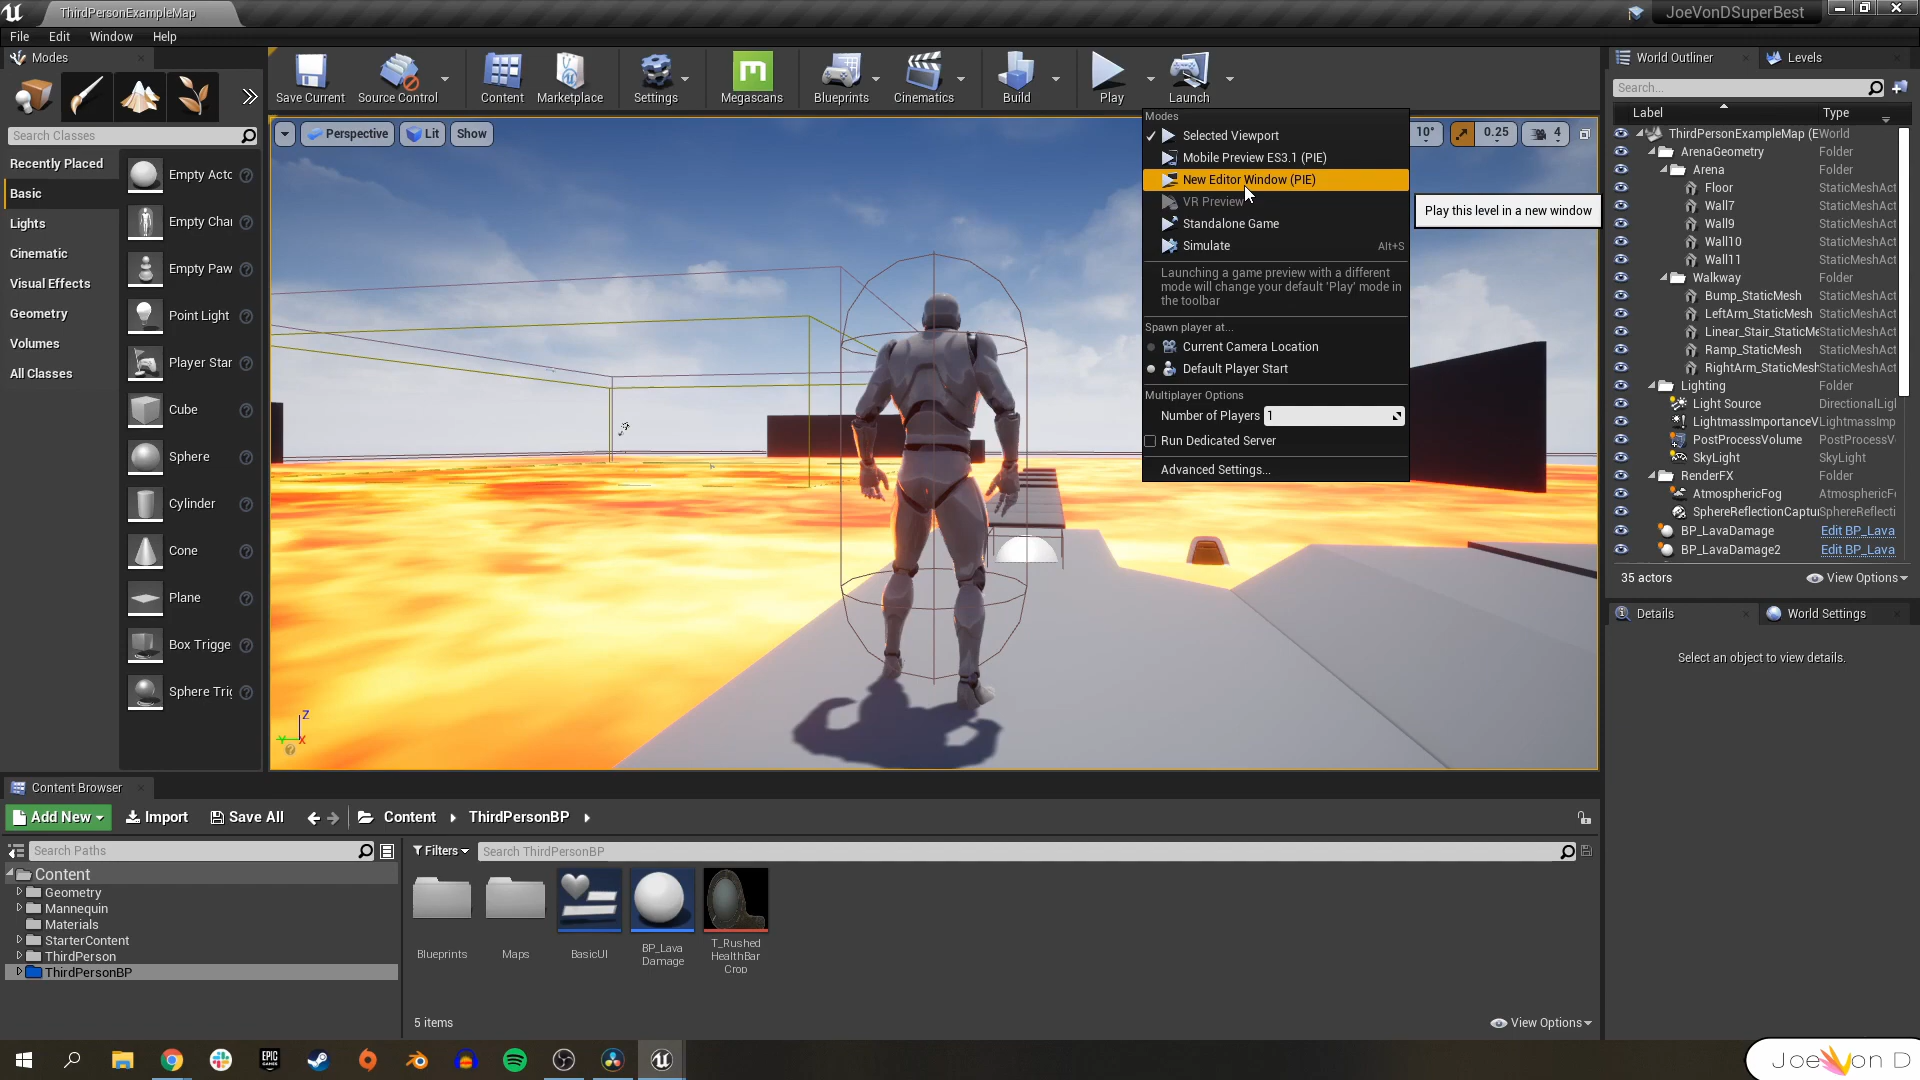 ThirdPersonExampleMap
JoeVonDSuperBest
File Edit Window Help
Modes
Search Classes
Recently Placed
Basic
Lights
Cinematic
Visual Effects
Geometry
Volumes
All Classes
Empty Actc
Empty Cha
Empty Paw
Point Light
Player Star
Cube
Sphere
Cylinder
Cone
Plane
Box Trigge
Sphere Tri
Save Current
Source Control
Content
Marketplace
Settings
Megascans
Blueprints
Cinematics
Build
Play
Launch
Perspective
Lit
Show
10°
0.25
4
Modes
Selected Viewport
Mobile Preview ES3.1 (PIE)
New Editor Window (PIE)
VR Preview
Standalone Game
Simulate Alt+S
Launching a game preview with a different
mode will change your default 'Play' mode in
the toolbar
Spawn player at...
Current Camera Location
Default Player Start
Multiplayer Options
Number of Players 1
Run Dedicated Server
Advanced Settings...
Play this level in a new window
Z
Y X
World Outliner
Levels
Search...
Label Type
ThirdPersonExampleMap (E World
ArenaGeometry Folder
Arena Folder
Floor StaticMeshAct
Wall7 StaticMeshAct
Wall9 StaticMeshAct
Wall10 StaticMeshAct
Wall11 StaticMeshAct
Walkway Folder
Bump_StaticMesh StaticMeshAct
LeftArm_StaticMesh StaticMeshAct
Linear_Stair_StaticMe StaticMeshAct
Ramp_StaticMesh StaticMeshAct
RightArm_StaticMesh StaticMeshAct
Lighting Folder
Light Source DirectionalLigh
LightmassImportanceV LightmassImp
PostProcessVolume PostProcessV
SkyLight SkyLight
RenderFX Folder
AtmosphericFog AtmosphericF
SphereReflectionCaptu SphereReflecti
BP_LavaDamage Edit BP_Lava
BP_LavaDamage2 Edit BP_Lava
35 actors
View Options
Details
World Settings
Select an object to view details.
Content Browser
Add New Import Save All Content ThirdPersonBP
Search Paths
Filters
Search ThirdPersonBP
Content
Geometry
Mannequin
Materials
StarterContent
ThirdPerson
ThirdPersonBP
Blueprints
Maps
BasicUI
BP_Lava
Damage
T_Rushed
HealthBar
Crop
5 items
View Options
EPIC
GAMES
Joe Von D